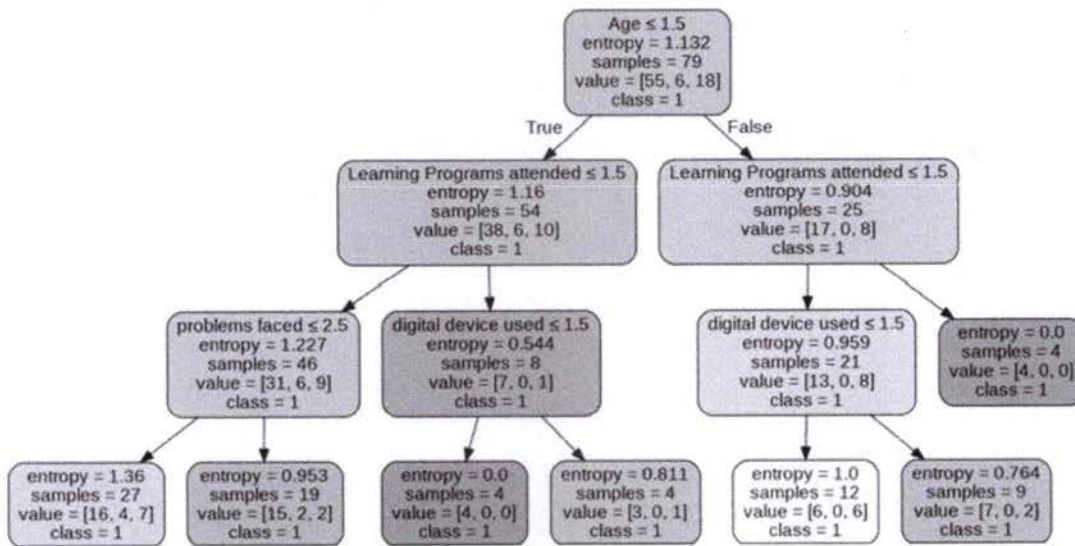 Age ≤ 1.5
entropy = 1.132
samples = 79
value = [55, 6, 18]
class = 1
True
False
Learning Programs attended ≤ 1.5
entropy = 1.16
samples = 54
value = [38, 6, 10]
class = 1
Learning Programs attended ≤ 1.5
entropy = 0.904
samples = 25
value = [17, 0, 8]
class = 1
problems faced ≤ 2.5
entropy = 1.227
samples = 46
value = [31, 6, 9]
class = 1
digital device used ≤ 1.5
entropy = 0.544
samples = 8
value = [7, 0, 1]
class = 1
digital device used ≤ 1.5
entropy = 0.959
samples = 21
value = [13, 0, 8]
class = 1
entropy = 0.0
samples = 4
value = [4, 0, 0]
class = 1
entropy = 1.36
samples = 27
value = [16, 4, 7]
class = 1
entropy = 0.953
samples = 19
value = [15, 2, 2]
class = 1
entropy = 0.0
samples = 4
value = [4, 0, 0]
class = 1
entropy = 0.811
samples = 4
value = [3, 0, 1]
class = 1
entropy = 1.0
samples = 12
value = [6, 0, 6]
class = 1
entropy = 0.764
samples = 9
value = [7, 0, 2]
class = 1